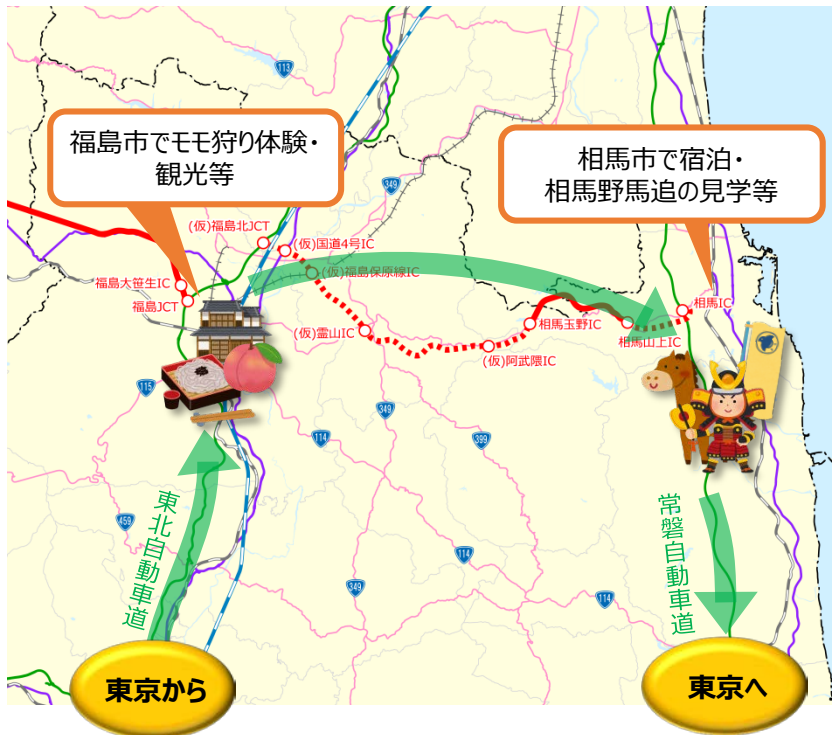 113
福島市でモモ狩り体験・
観光等
相馬市で宿泊・
相馬野馬追の見学等
349
(仮)福島北JCT
(仮)国道4号IC
(仮)福島保原線IC
福島大笹生IC
福島JCT
(仮)霊山IC
相馬玉野IC
相馬山上IC
相馬IC
(仮)阿武隈IC
115
349
114
399
459
東北自動車道
常磐自動車道
114
349
114
東京から
東京へ